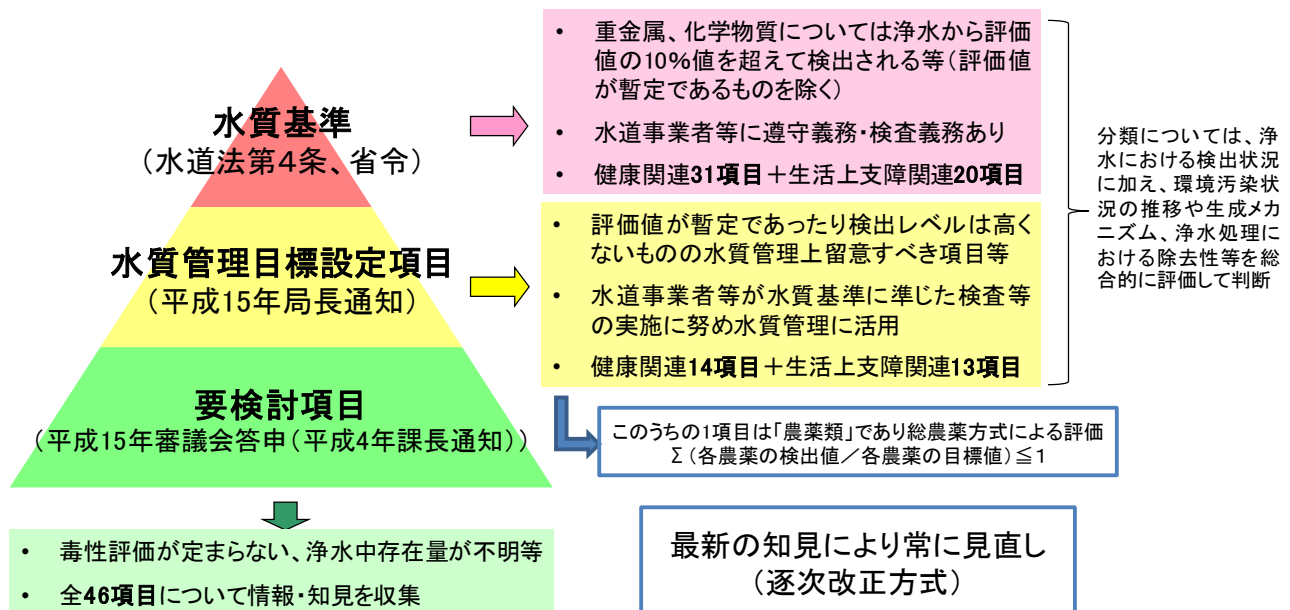 水質基準
（水道法第４条、省令）
水質管理目標設定項目
（平成15年局長通知）
要検討項目
（平成15年審議会答申（平成4年課長通知））
• 重金属、化学物質については浄水から評価
値の10％値を超えて検出される等（評価値
が暫定であるものを除く）
• 水道事業者等に遵守義務・検査義務あり
• 健康関連31項目＋生活上支障関連20項目
• 評価値が暫定であったり検出レベルは高く
ないものの水質管理上留意すべき項目等
• 水道事業者等が水質基準に準じた検査等
の実施に努め水質管理に活用
• 健康関連14項目＋生活上支障関連13項目
分類については、浄
水における検出状況
に加え、環境汚染状
況の推移や生成メカ
ニズム、浄水処理に
おける除去性等を総
合的に評価して判断
このうちの1項目は「農薬類」であり総農薬方式による評価
Σ（各農薬の検出値／各農薬の目標値）≦1
• 毒性評価が定まらない、浄水中存在量が不明等
• 全46項目について情報・知見を収集
最新の知見により常に見直し
（逐次改正方式）